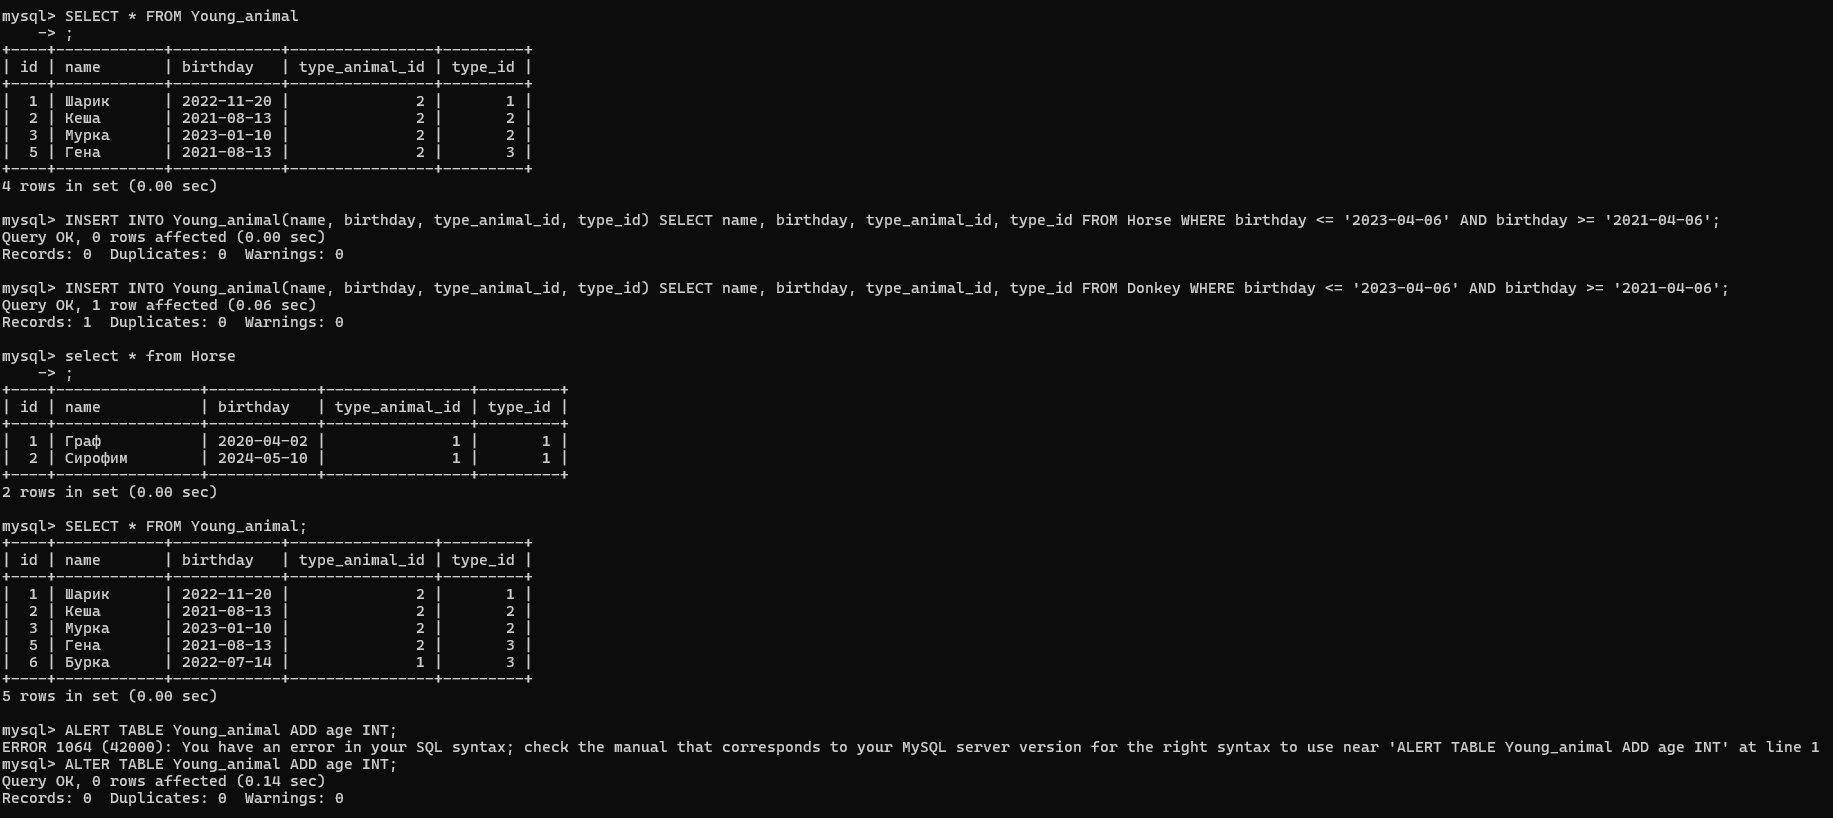 mysql> SELECT * FROM Young_animal
    -> ;
+----+------------+------------+----------------+---------+
| id | name       | birthday   | type_animal_id | type_id |
+----+------------+------------+----------------+---------+
|  1 | Шарик      | 2022-11-20 |              2 |       1 |
|  2 | Кеша       | 2021-08-13 |              2 |       2 |
|  3 | Мурка      | 2023-01-10 |              2 |       2 |
|  5 | Гена       | 2021-08-13 |              2 |       3 |
+----+------------+------------+----------------+---------+
4 rows in set (0.00 sec)

mysql> INSERT INTO Young_animal(name, birthday, type_animal_id, type_id) SELECT name, birthday, type_animal_id, type_id FROM Horse WHERE birthday <= '2023-04-06' AND birthday >= '2021-04-06';
Query OK, 0 rows affected (0.00 sec)
Records: 0  Duplicates: 0  Warnings: 0

mysql> INSERT INTO Young_animal(name, birthday, type_animal_id, type_id) SELECT name, birthday, type_animal_id, type_id FROM Donkey WHERE birthday <= '2023-04-06' AND birthday >= '2021-04-06';
Query OK, 1 row affected (0.06 sec)
Records: 1  Duplicates: 0  Warnings: 0

mysql> select * from Horse
    -> ;
+----+----------------+------------+----------------+---------+
| id | name           | birthday   | type_animal_id | type_id |
+----+----------------+------------+----------------+---------+
|  1 | Граф           | 2020-04-02 |              1 |       1 |
|  2 | Сирофим        | 2024-05-10 |              1 |       1 |
+----+----------------+------------+----------------+---------+
2 rows in set (0.00 sec)

mysql> SELECT * FROM Young_animal;
+----+------------+------------+----------------+---------+
| id | name       | birthday   | type_animal_id | type_id |
+----+------------+------------+----------------+---------+
|  1 | Шарик      | 2022-11-20 |              2 |       1 |
|  2 | Кеша       | 2021-08-13 |              2 |       2 |
|  3 | Мурка      | 2023-01-10 |              2 |       2 |
|  5 | Гена       | 2021-08-13 |              2 |       3 |
|  6 | Бурка      | 2022-07-14 |              1 |       3 |
+----+------------+------------+----------------+---------+
5 rows in set (0.00 sec)

mysql> ALERT TABLE Young_animal ADD age INT;
ERROR 1064 (42000): You have an error in your SQL syntax; check the manual that corresponds to your MySQL server version for the right syntax to use near 'ALERT TABLE Young_animal ADD age INT' at line 1
mysql> ALTER TABLE Young_animal ADD age INT;
Query OK, 0 rows affected (0.14 sec)
Records: 0  Duplicates: 0  Warnings: 0